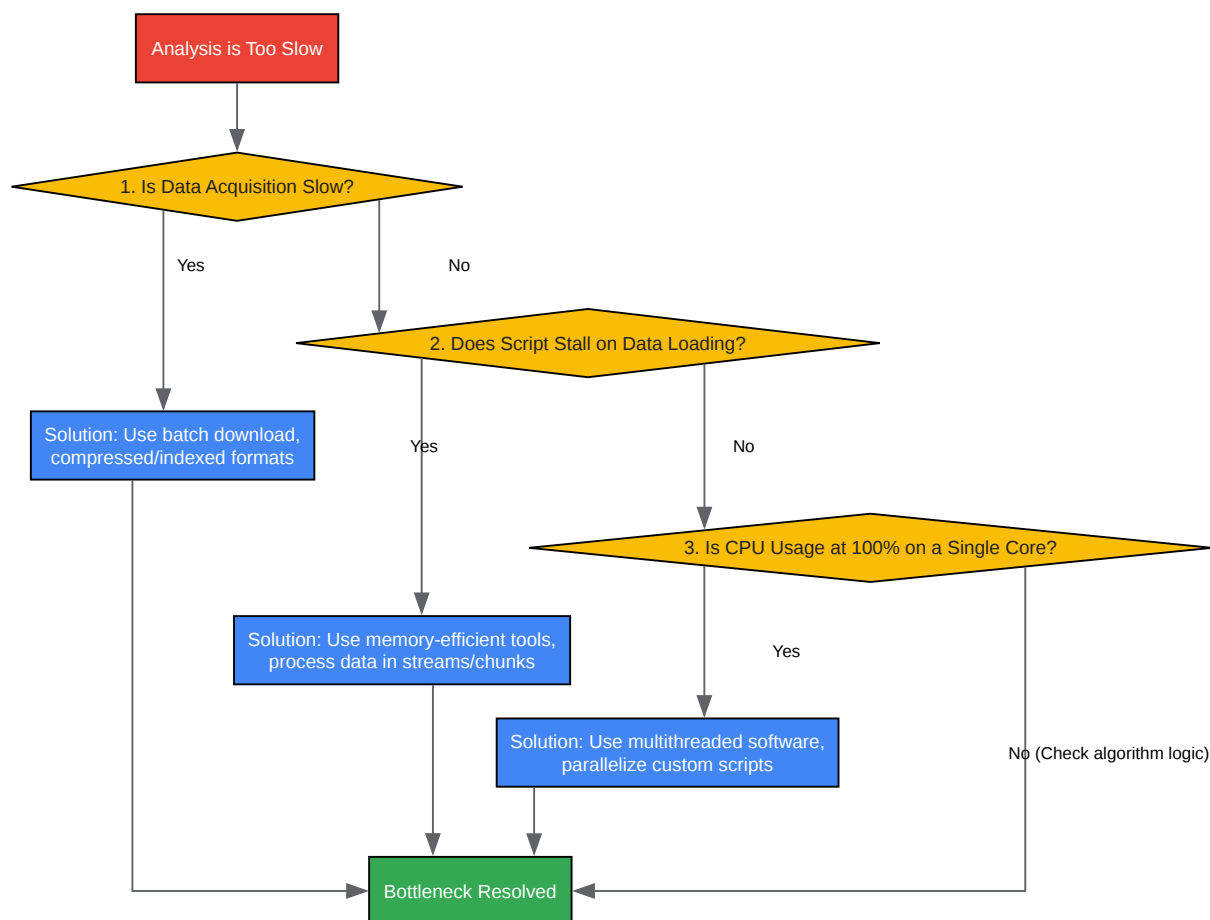 Analysis is Too Slow
1. Is Data Acquisition Slow?
Yes
No
2. Does Script Stall on Data Loading?
Solution: Use batch download,
compressed/indexed formats
Yes
No
3. Is CPU Usage at 100% on a Single Core?
Solution: Use memory-efficient tools,
process data in streams/chunks
Yes
Solution: Use multithreaded software,
parallelize custom scripts
No (Check algorithm logic)
Bottleneck Resolved